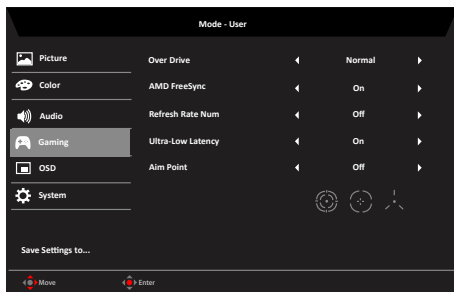 Mode - User
Picture
Over Drive Normal
Color
AMD FreeSync On
Audio
Refresh Rate Num Off
Gaming
Ultra-Low Latency On
OSD
Aim Point Off
System
Save Settings to...
Move Enter